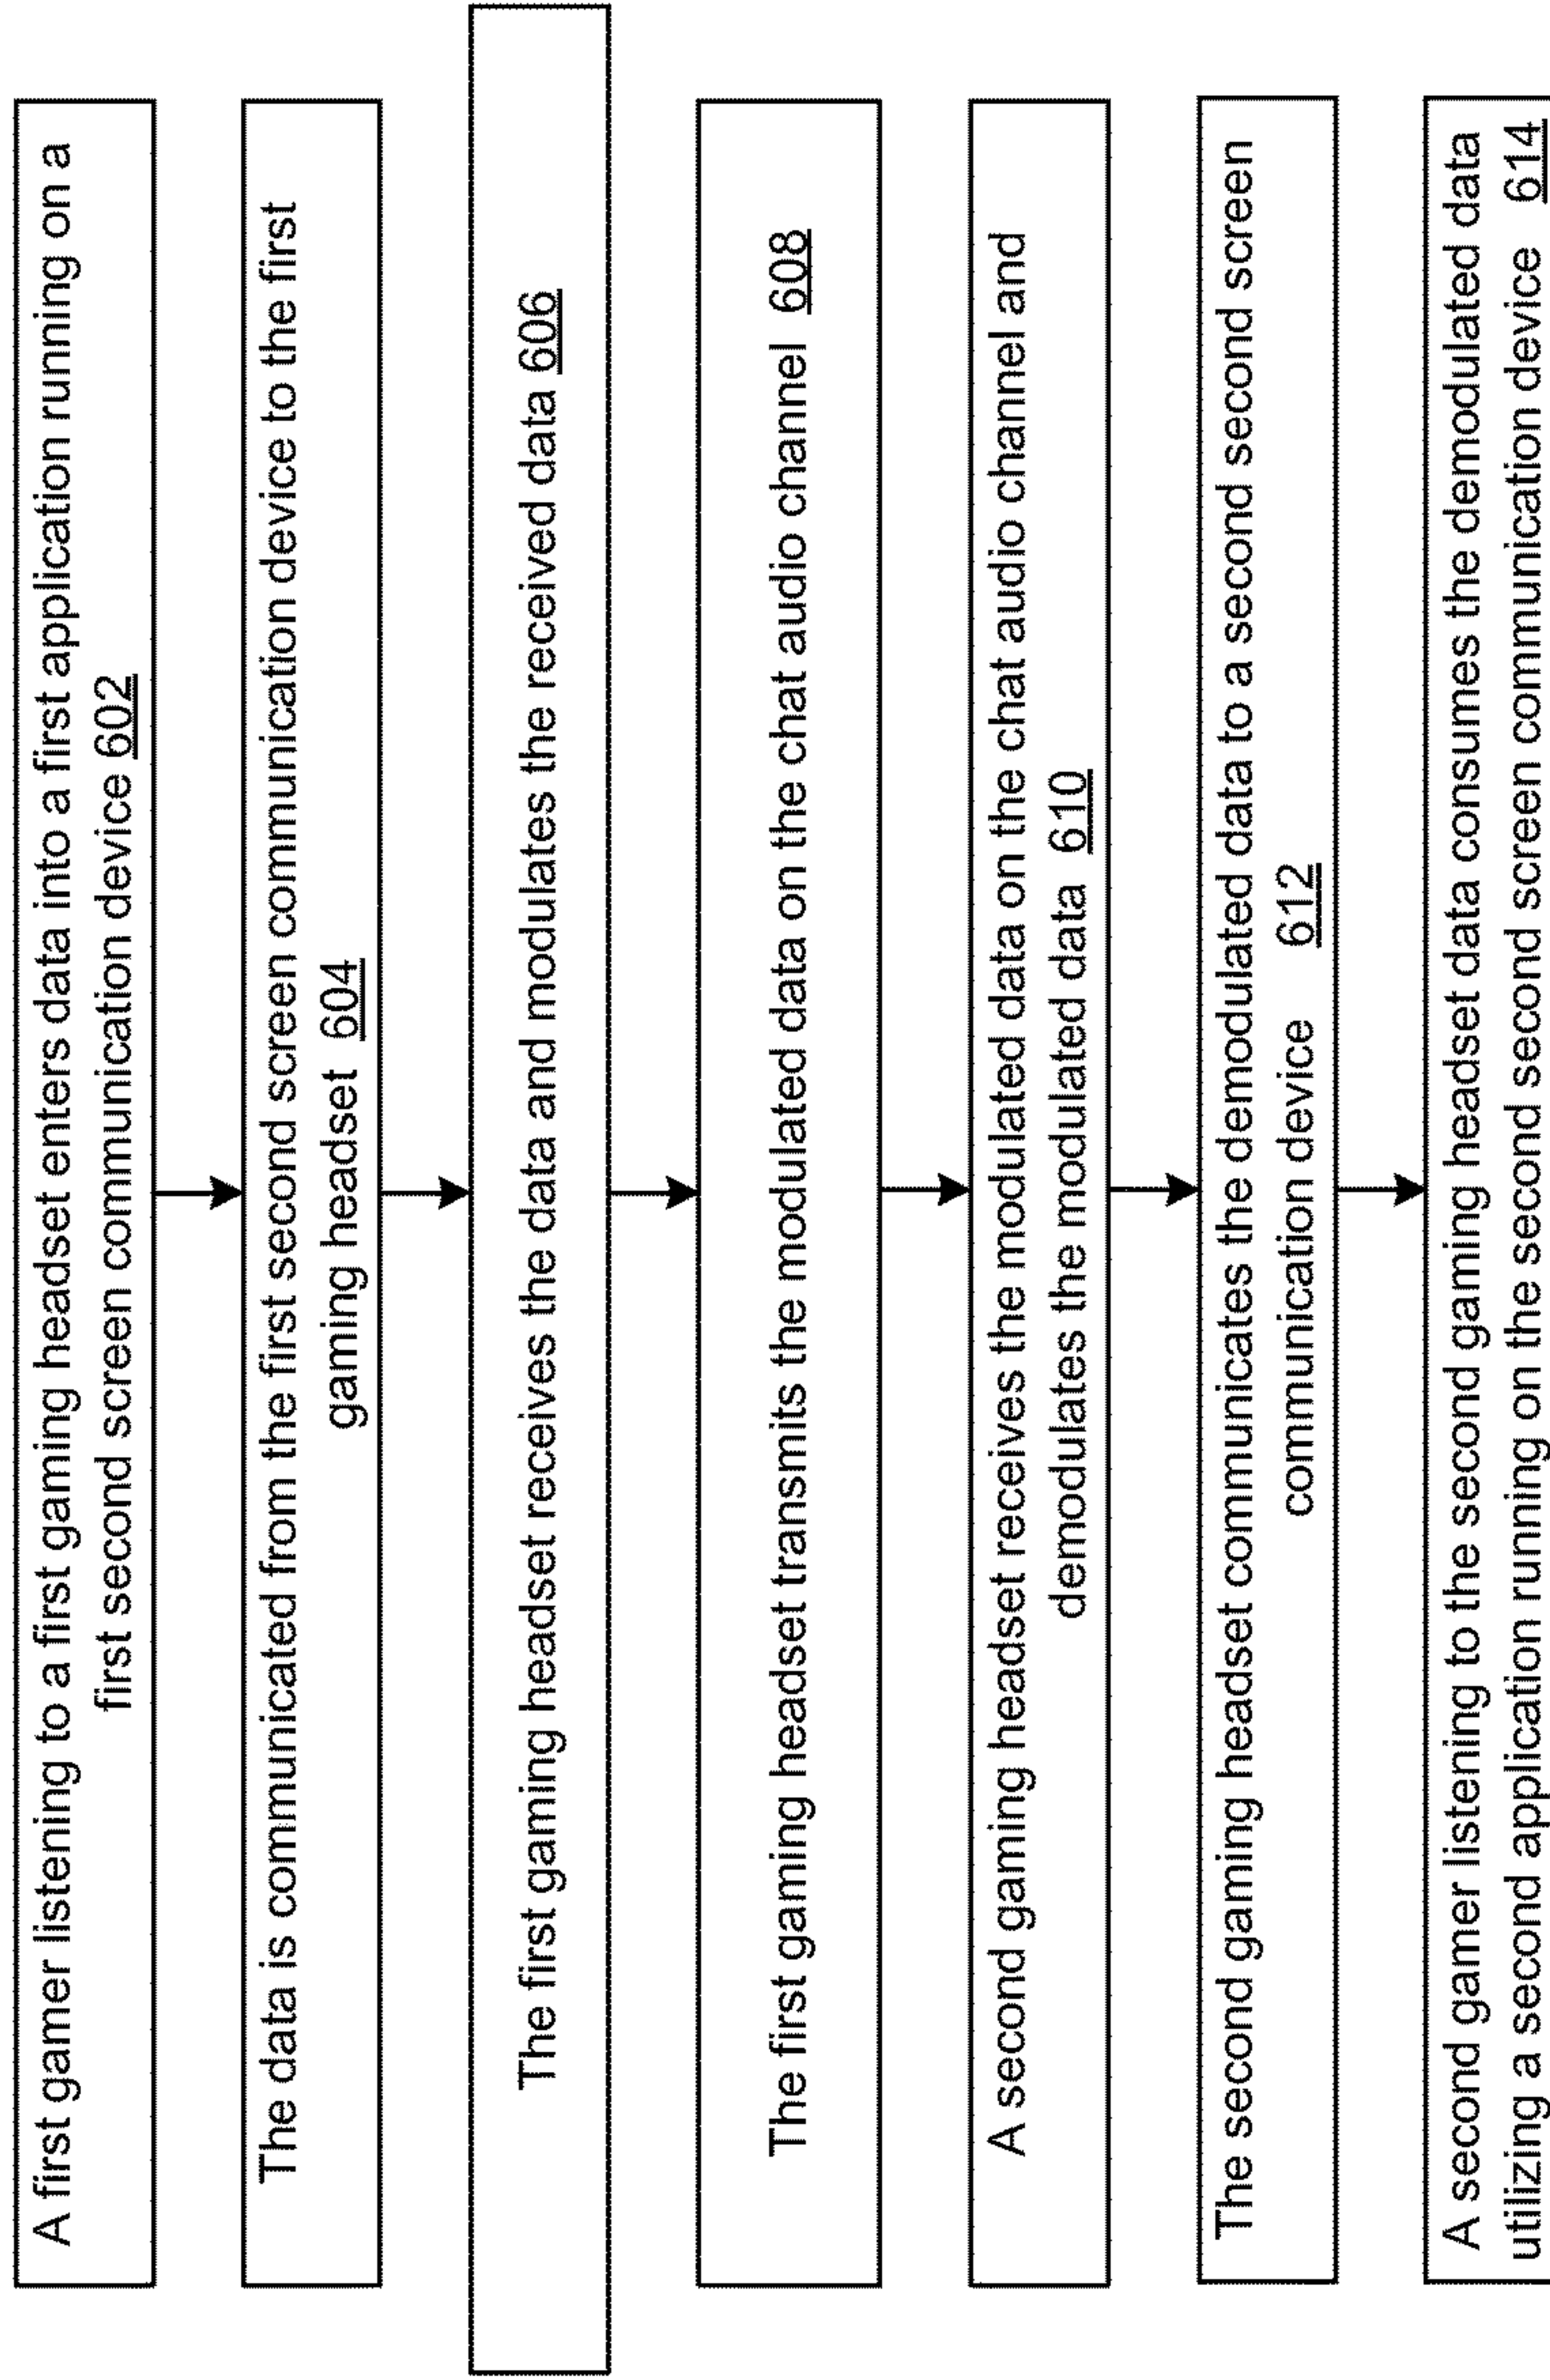 A first gamer listening to a first gaming headset enters data into a first application running on a
first second screen communication device 602
The data is communicated from the first second screen communication device to the first
gaming headset 604
The first gaming headset receives the data and modulates the received data 606
The first gaming headset transmits the modulated data on the chat audio channel 608
A second gaming headset receives the modulated data on the chat audio channel and
demodulates the modulated data 610
The second gaming headset communicates the demodulated data to a second second screen
communication device 612
A second gamer listening to the second gaming headset data consumes the demodulated data
utilizing a second application running on the second second screen communication device 614